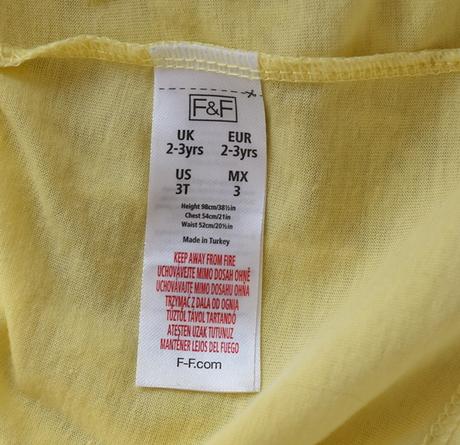 F&F
UK EUR
2-3yrs 2-3yrs
US MX
3T 3
Height 98cm/38½in
Chest 54cm/21in
Waist 52cm/20½in
Made in Turkey
KEEP AWAY FROM FIRE
UCHOVÁVEJTE MIMO DOSAH OHNĚ
UCHOVÁVAJTE MIMO DOSAHU OHŇA
TRZYMAĆ Z DALA OD OGNIA
TŰZTŐL TÁVOL TARTANDÓ
ATEŞTEN UZAK TUTUNUZ
MANTENER LEJOS DEL FUEGO
F-F.com